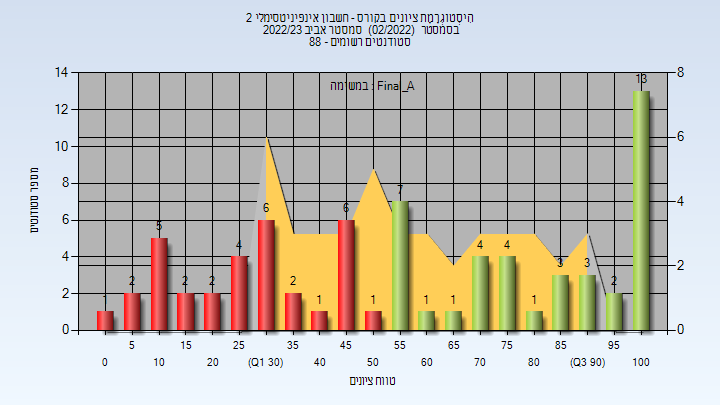 היסטוגרמת ציונים בקורס - חשבון אינפיניטסימלי 2
בסמסטר (02/2022) סמסטר אביב 2022/23
סטודנטים רשומים - 88
במשימה : Final_A
מספר סטודנטים
14 12 10 8 6 4 2 0
8 6 4 2 0
1 2 5 2 2 4 6 2 1 6 1 7 1 1 4 4 1 3 3 2 13
5 15 25 35 45 55 65 75 85 95
0 10 20 (Q1 30) 40 50 60 70 80 (Q3 90) 100
טווח ציונים